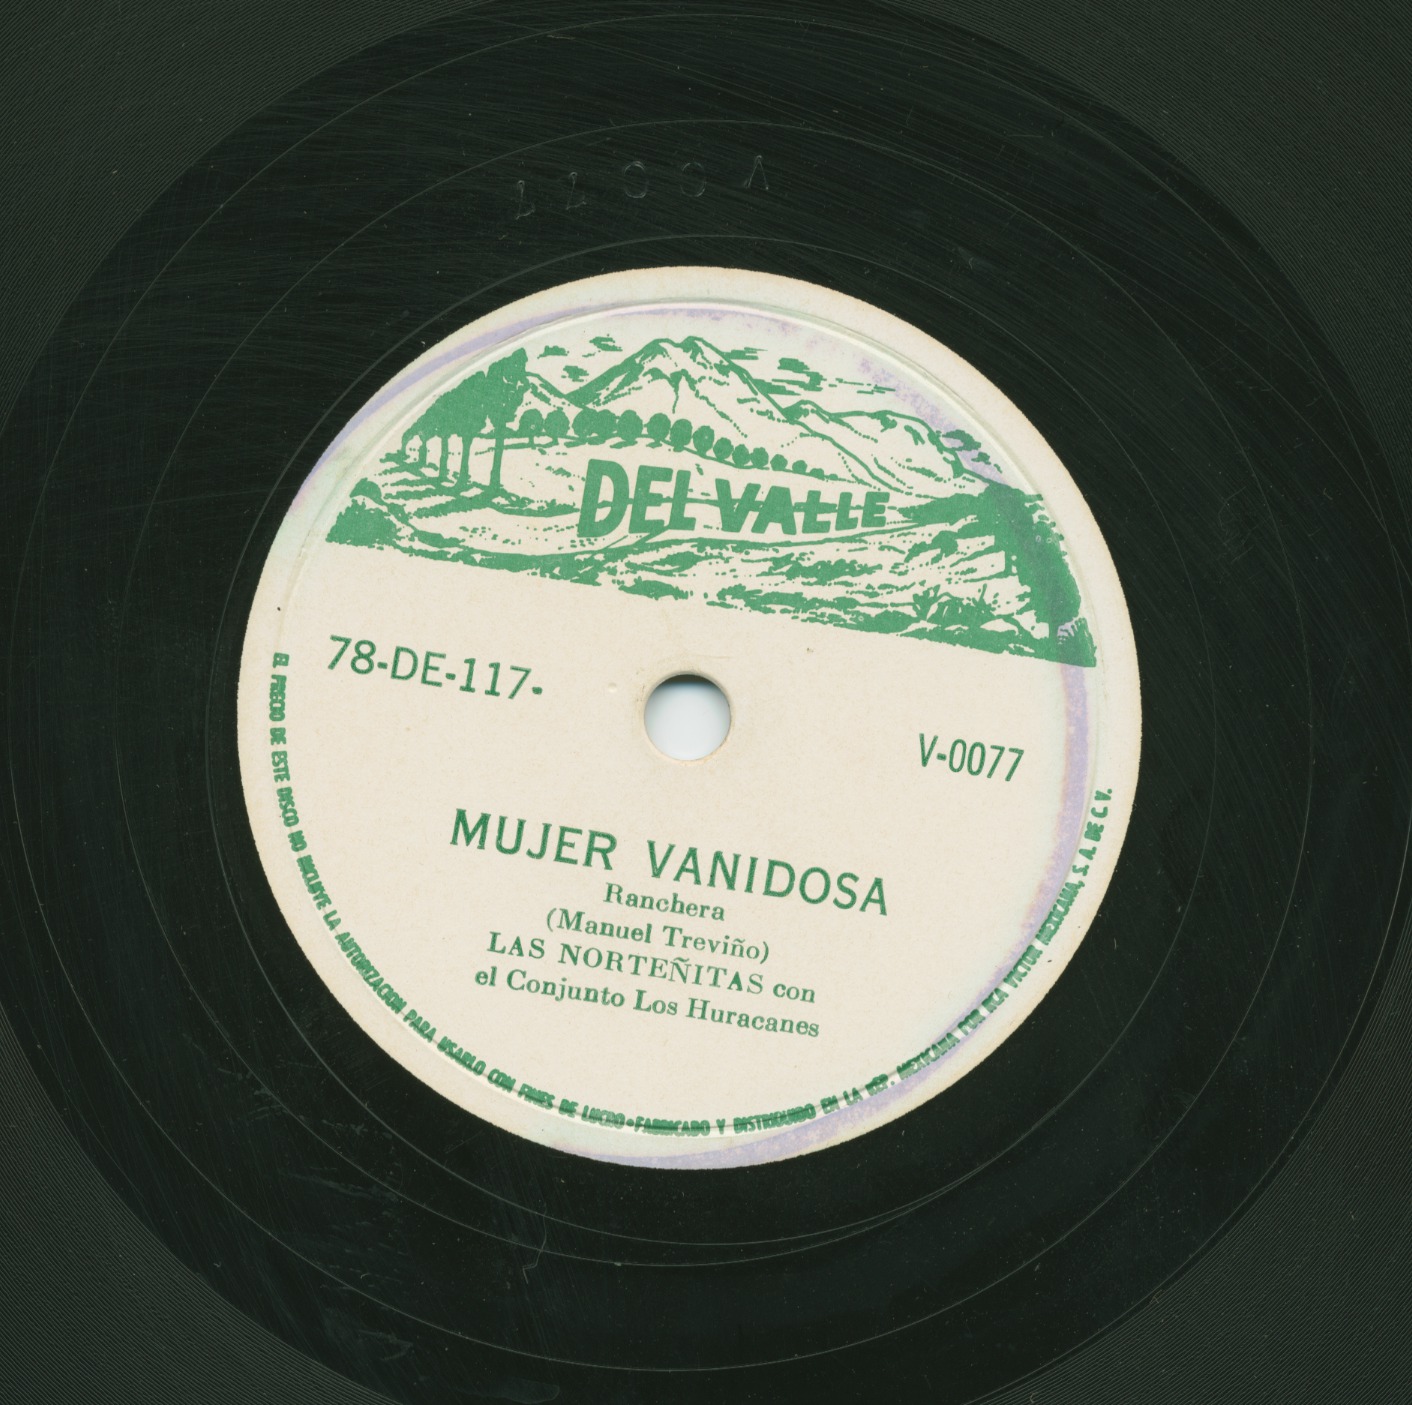 DEL VALLE
78-DE-117-
V-0077
MUJER VANIDOSA
Ranchera
(Manuel Treviño)
LAS NORTEÑITAS con
el Conjunto Los Huracanes
EL PRECIO DE ESTE DISCO NO INCLUYE LA AUTORIZACION PARA USARLO CON FINES DE LUCRO • FABRICADO Y DISTRIBUIDO EN LA REP. MEXICANA POR RCA VICTOR MEXICANA, S. A. DE C.V.